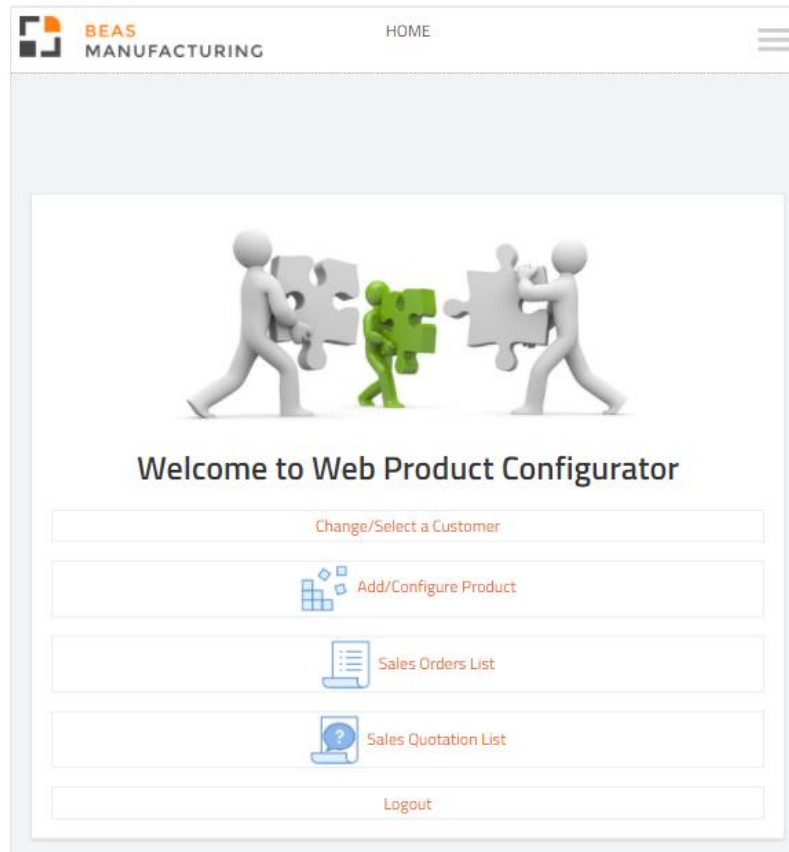 BEAS
MANUFACTURING
HOME
Welcome to Web Product Configurator
Change/Select a Customer
Add/Configure Product
Sales Orders List
?
Sales Quotation List
Logout